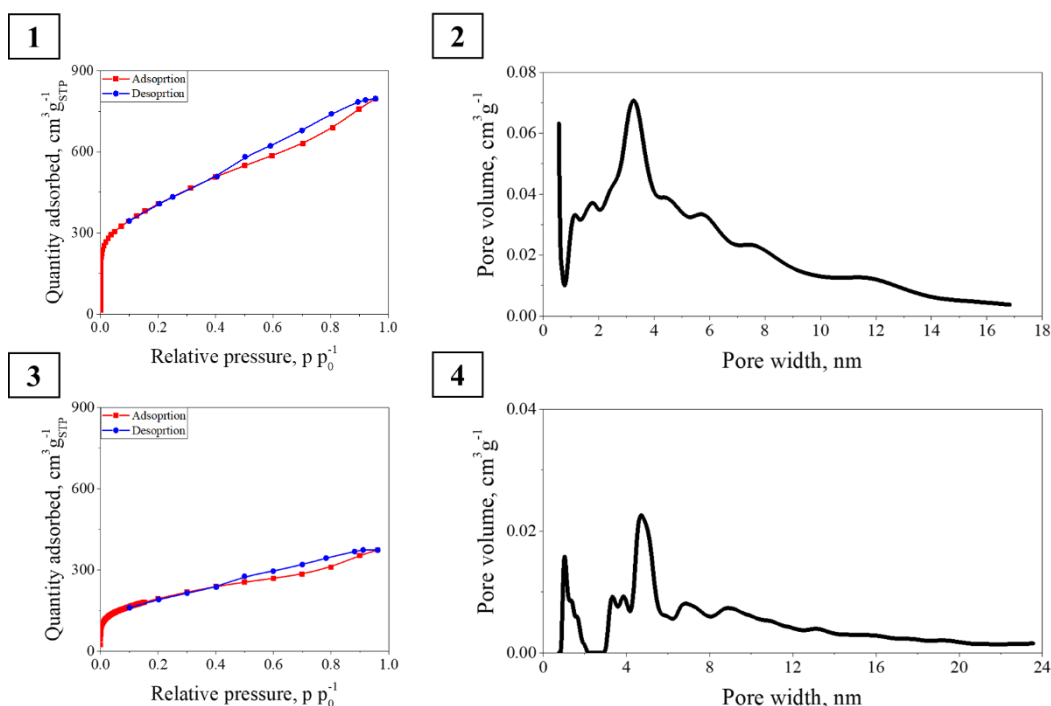 1
Adsoprtion
Desoprtion
900
600
300
0
0.0 0.2 0.4 0.6 0.8 1.0
Quantity adsorbed, cm³g⁻¹STP
Relative pressure, p p₀⁻¹
2
0.08
0.06
0.04
0.02
0.00
0 2 4 6 8 10 12 14 16 18
Pore volume, cm³g⁻¹
Pore width, nm
3
Adsoprtion
Desoprtion
900
600
300
0
0.0 0.2 0.4 0.6 0.8 1.0
Quantity adsorbed, cm³g⁻¹STP
Relative pressure, p p₀⁻¹
4
0.04
0.02
0.00
0 4 8 12 16 20 24
Pore volume, cm³g⁻¹
Pore width, nm